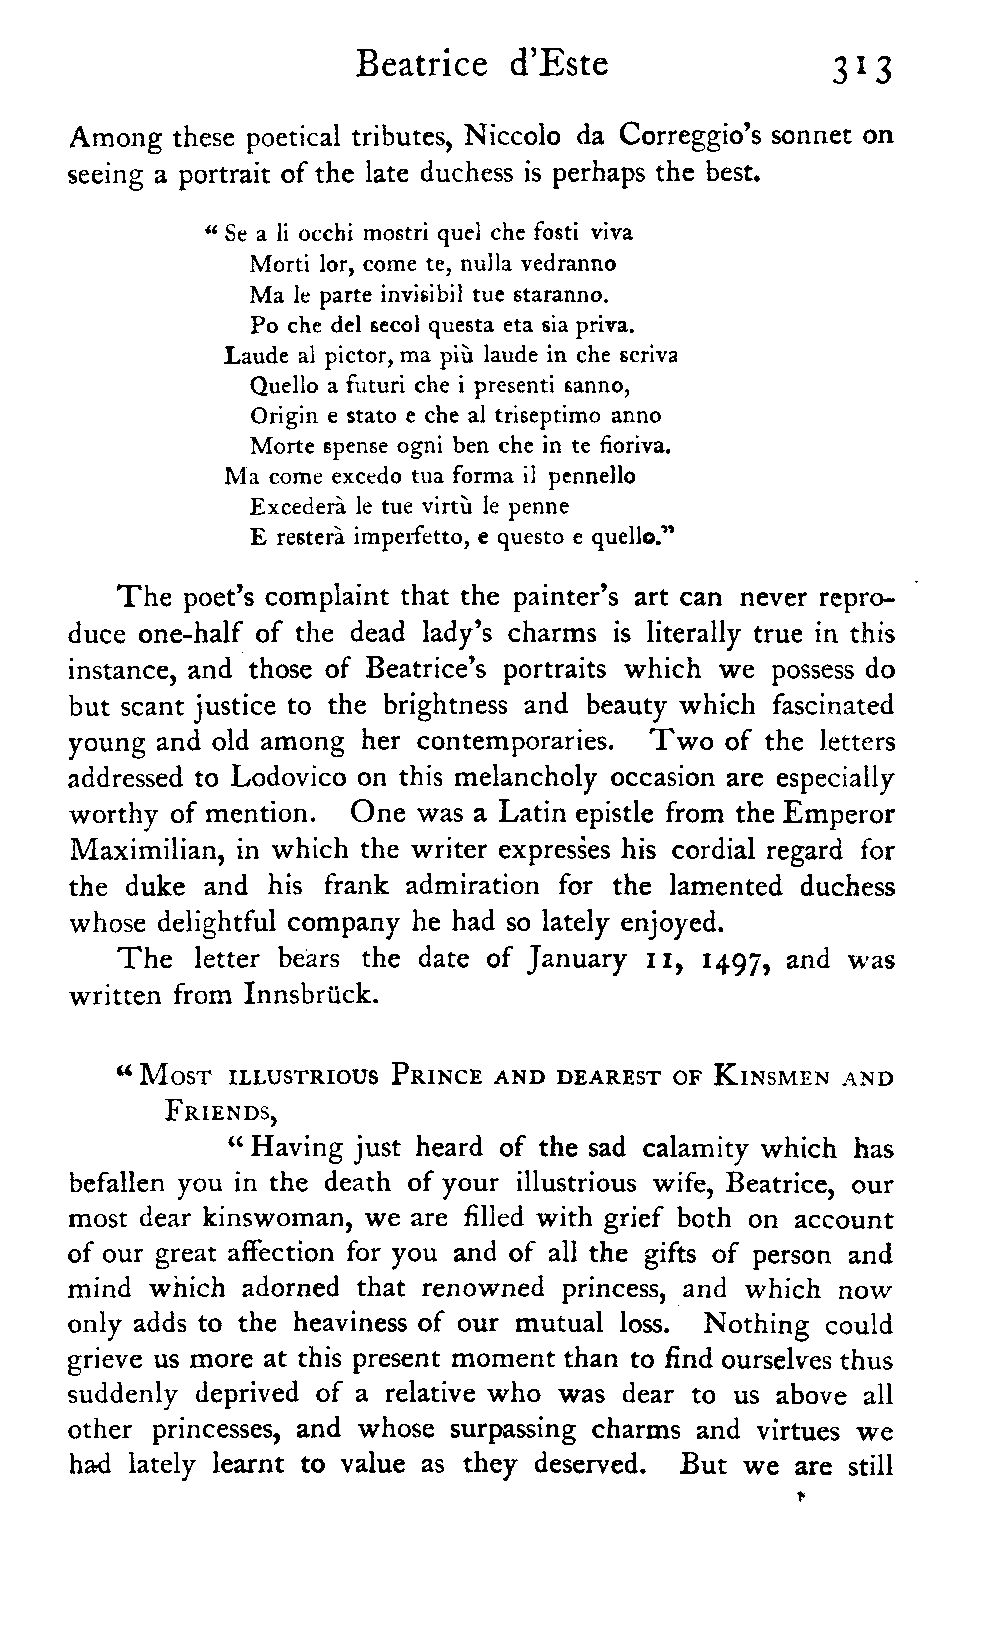 Beatrice d'Este 313
Among these poetical tributes, Niccolo da Correggio's sonnet on
seeing a portrait of the late duchess is perhaps the best.
“ Se a li occhi mostri quel che fosti viva
Morti lor, come te, nulla vedranno
Ma le parte invisibil tue staranno.
Po che del secol questa eta sia priva.
Laude al pictor, ma più laude in che scriva
Quello a futuri che i presenti sanno,
Origin e stato e che al triseptimo anno
Morte spense ogni ben che in te fioriva.
Ma come excedo tua forma il pennello
Excederà le tue virtù le penne
E resterà imperfetto, e questo e quello.”
The poet's complaint that the painter's art can never repro-
duce one-half of the dead lady's charms is literally true in this
instance, and those of Beatrice's portraits which we possess do
but scant justice to the brightness and beauty which fascinated
young and old among her contemporaries. Two of the letters
addressed to Lodovico on this melancholy occasion are especially
worthy of mention. One was a Latin epistle from the Emperor
Maximilian, in which the writer expresses his cordial regard for
the duke and his frank admiration for the lamented duchess
whose delightful company he had so lately enjoyed.
The letter bears the date of January 11, 1497, and was
written from Innsbrück.
“ MOST ILLUSTRIOUS PRINCE AND DEAREST OF KINSMEN AND
FRIENDS,
“ Having just heard of the sad calamity which has
befallen you in the death of your illustrious wife, Beatrice, our
most dear kinswoman, we are filled with grief both on account
of our great affection for you and of all the gifts of person and
mind which adorned that renowned princess, and which now
only adds to the heaviness of our mutual loss. Nothing could
grieve us more at this present moment than to find ourselves thus
suddenly deprived of a relative who was dear to us above all
other princesses, and whose surpassing charms and virtues we
had lately learnt to value as they deserved. But we are still